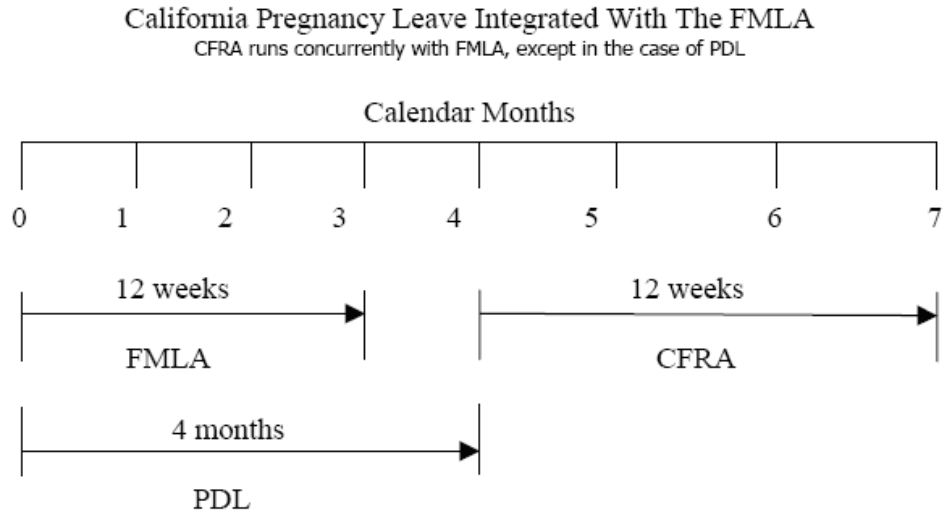 California Pregnancy Leave Integrated With The FMLA
CFRA runs concurrently with FMLA, except in the case of PDL
Calendar Months
0 1 2 3 4 5 6 7
12 weeks 12 weeks
FMLA CFRA
4 months
PDL